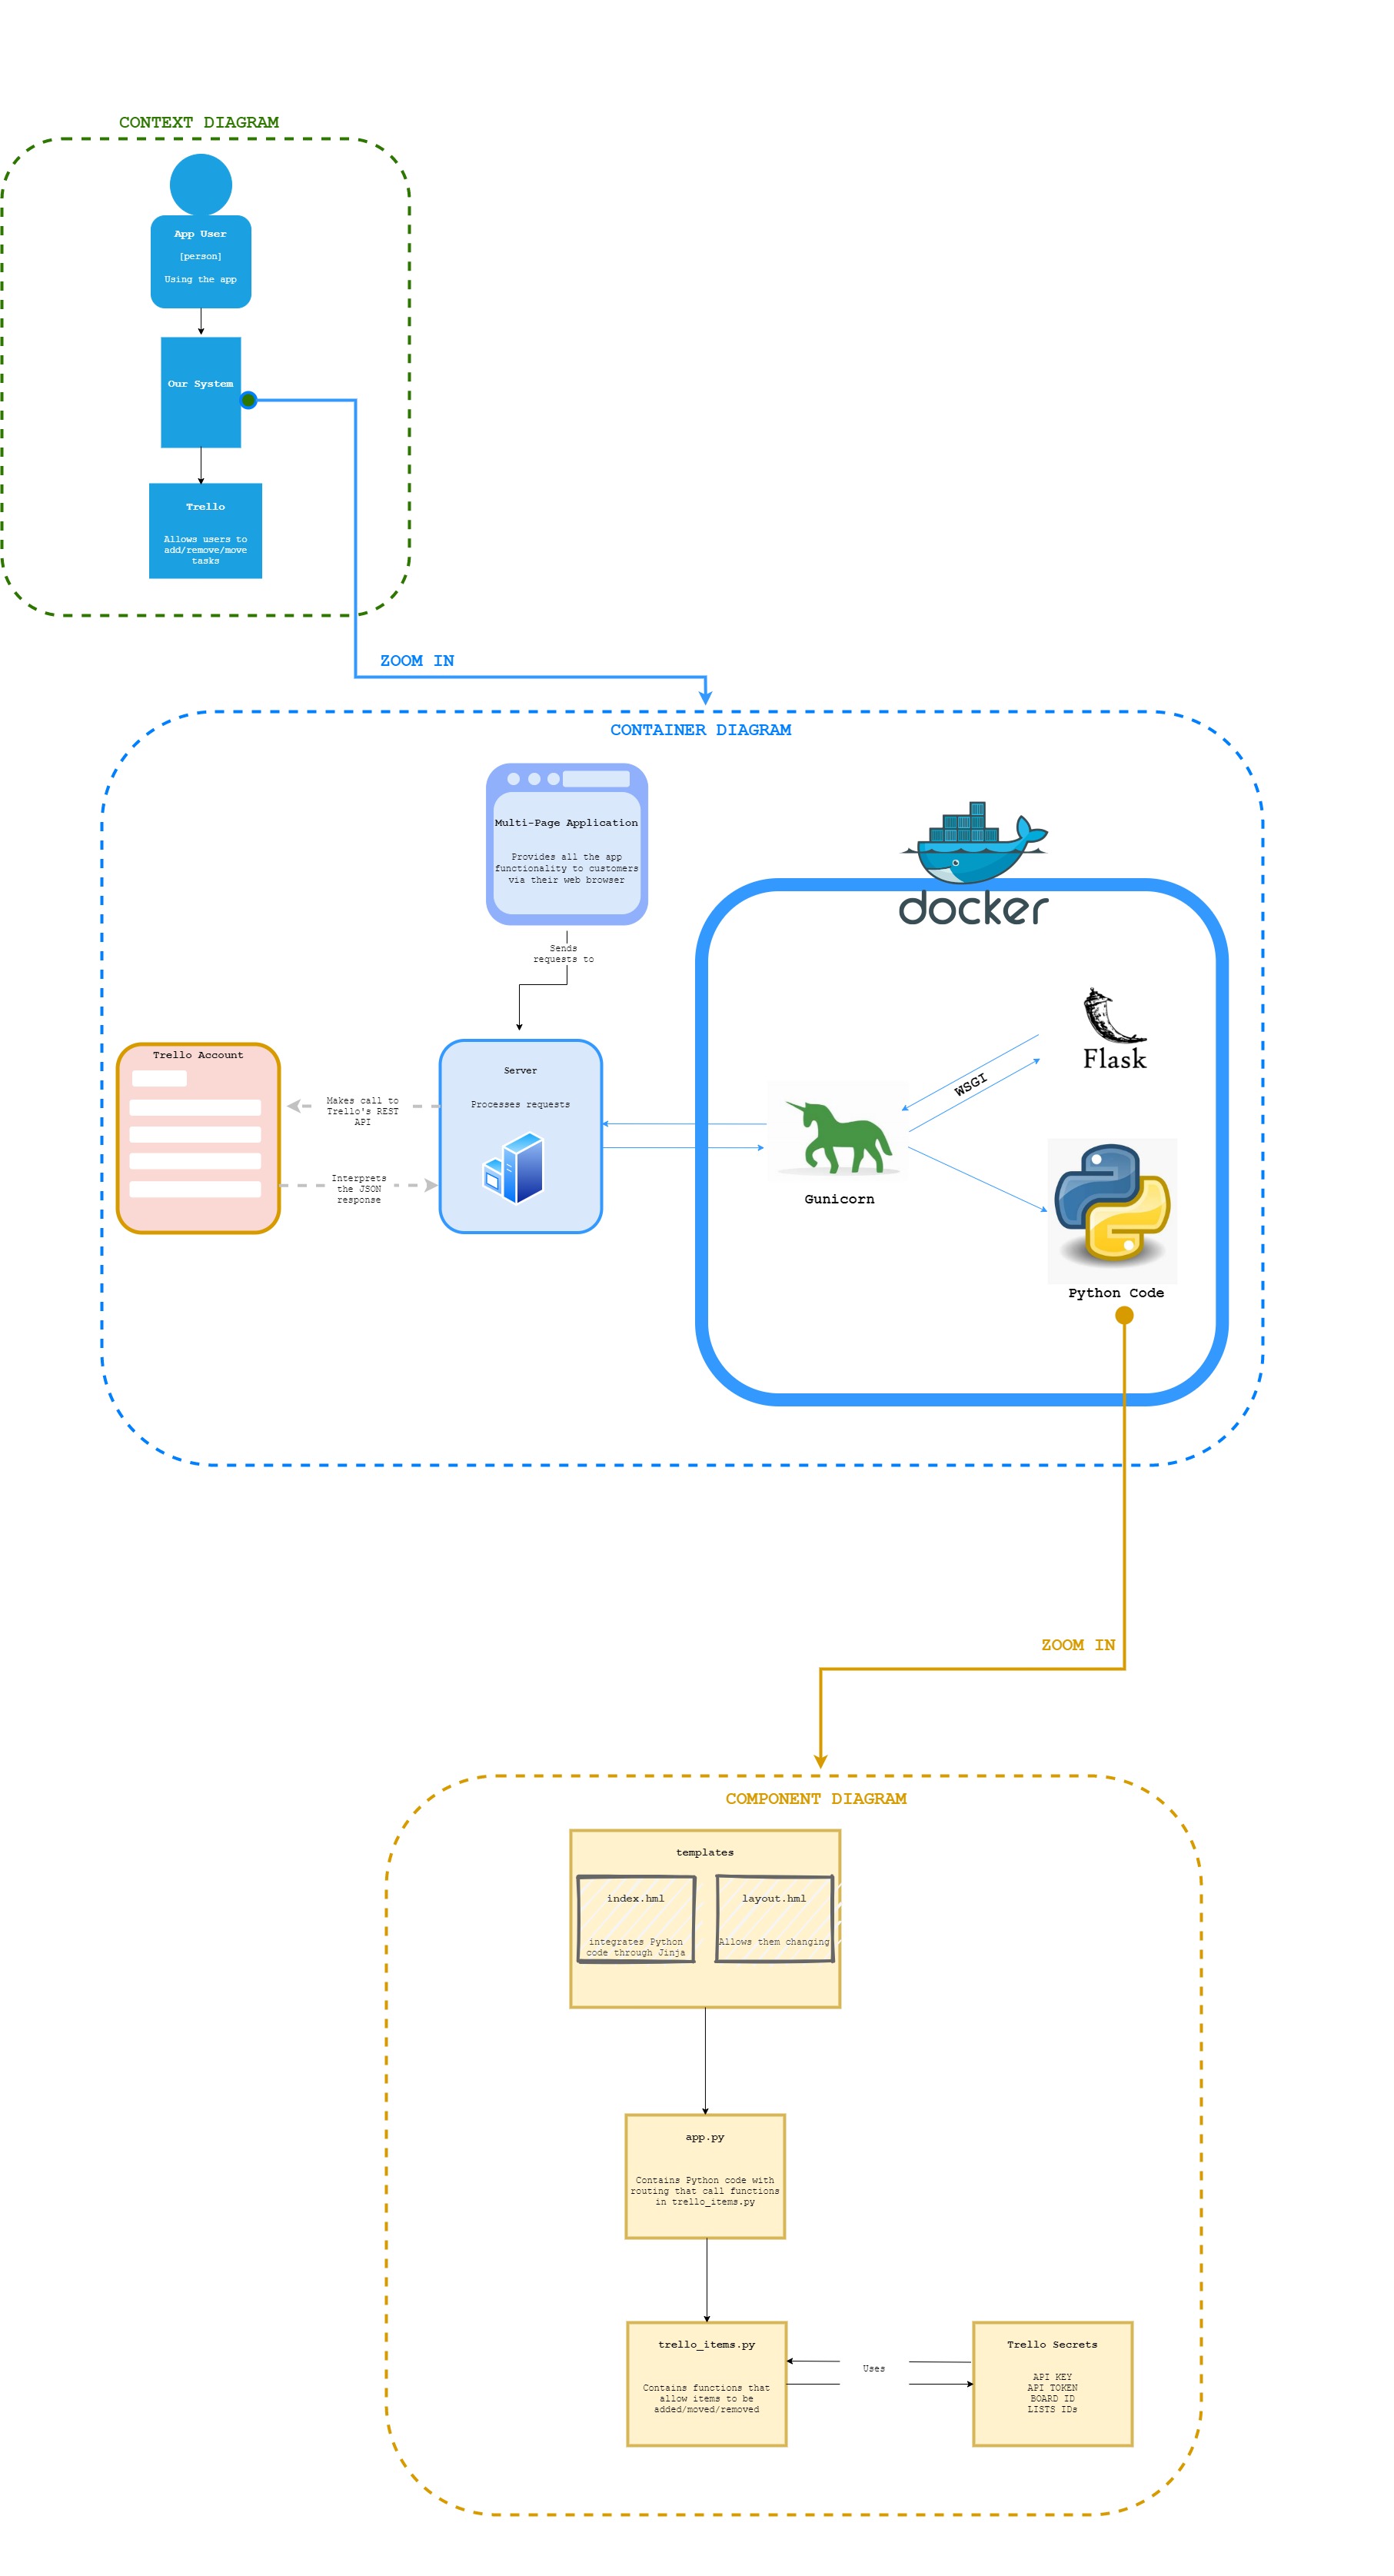 CONTEXT DIAGRAM
App User
[person]
Using the app
Our System
Trello
Allows users to
add/remove/move
tasks
ZOOM IN
CONTAINER DIAGRAM
Multi-Page Application
Provides all the app
functionality to customers
via their web browser
docker
Sends
requests to
Flask
WSGI
Trello Account
Server
Processes requests
Makes call to
Trello's REST
API
Interprets
the JSON
response
Gunicorn
Python Code
ZOOM IN
COMPONENT DIAGRAM
templates
index.hml
integrates Python
code through Jinja
layout.hml
Allows them changing
app.py
Contains Python code with
routing that call functions
in trello_items.py
trello_items.py
Contains functions that
allow items to be
added/moved/removed
Uses
Trello Secrets
API KEY
API TOKEN
BOARD ID
LISTS IDs